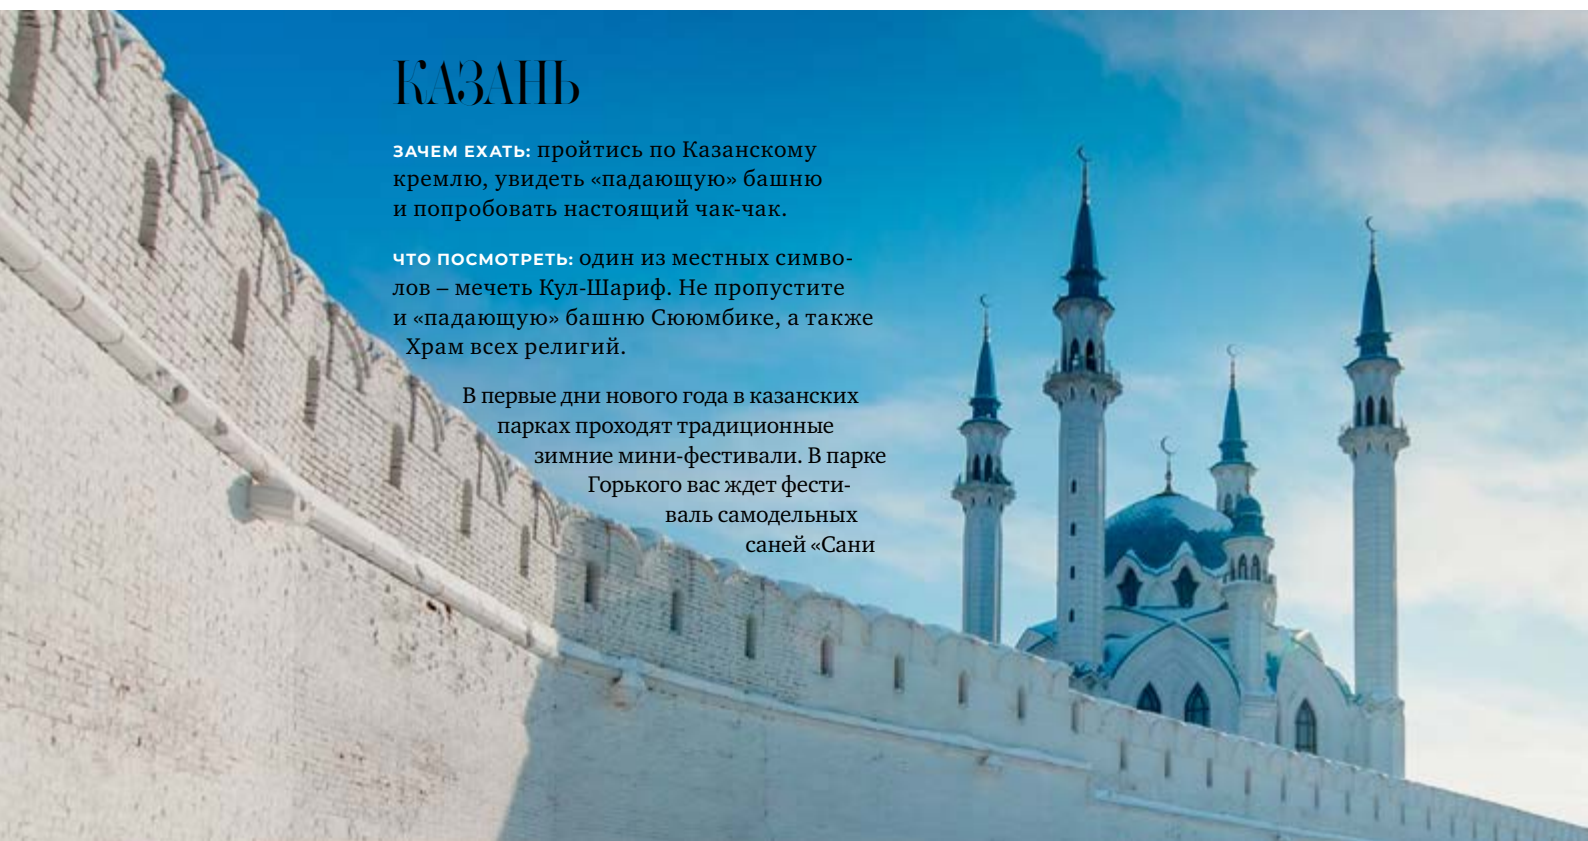 КАЗАНЬ
ЗАЧЕМ ЕХАТЬ: пройтись по Казанскому
кремлю, увидеть «падающую» башню
и попробовать настоящий чак-чак.
ЧТО ПОСМОТРЕТЬ: один из местных симво-
лов – мечеть Кул-Шариф. Не пропустите
и «падающую» башню Сююмбике, а также
Храм всех религий.
В первые дни нового года в казанских
парках проходят традиционные
зимние мини-фестивали. В парке
Горького вас ждет фести-
валь самодельных
саней «Сани